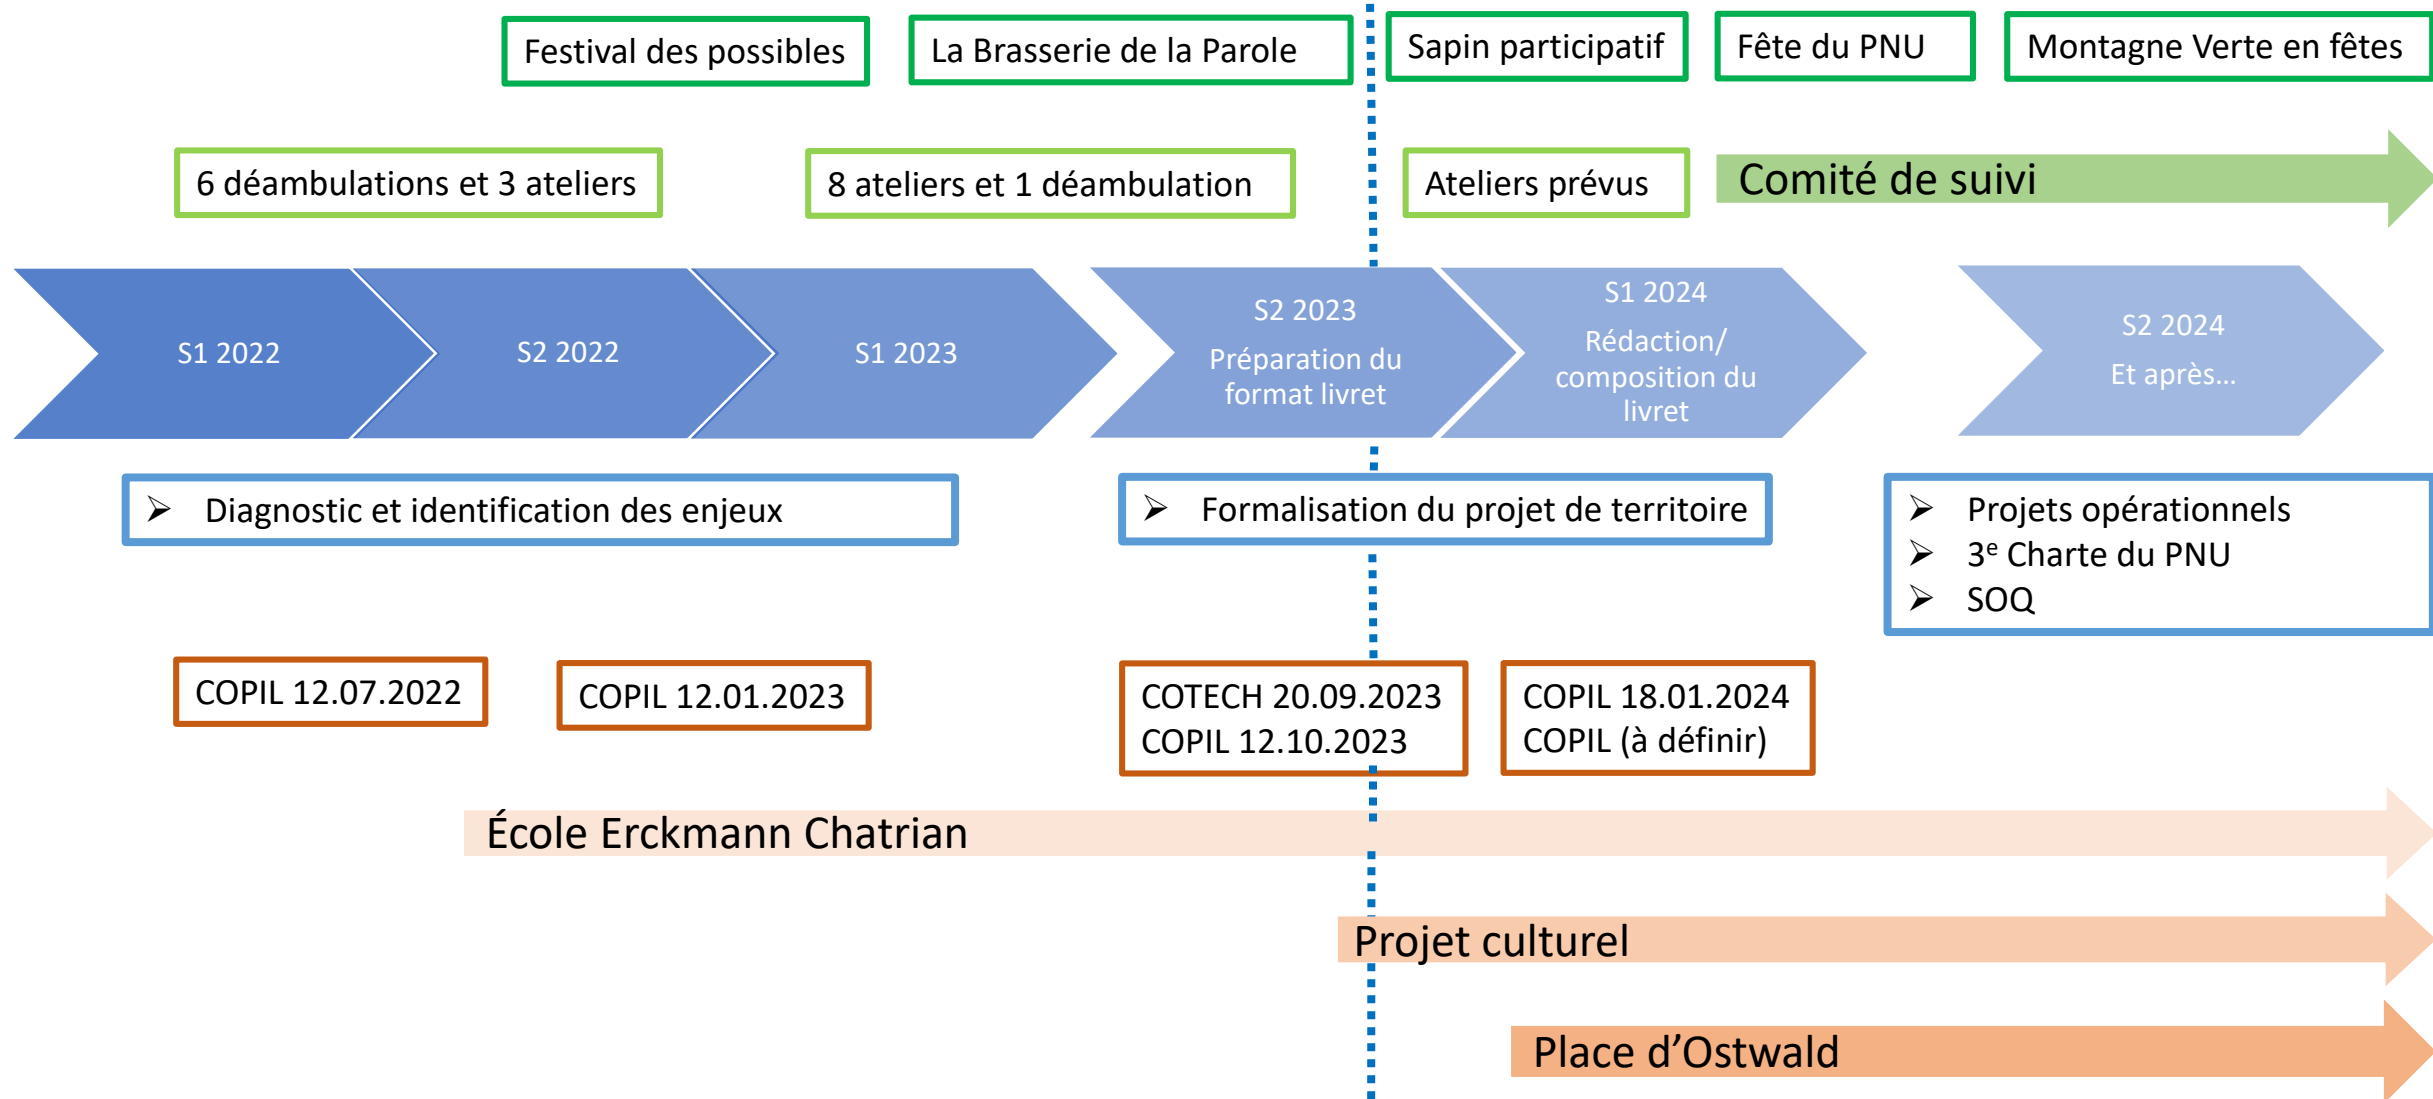 Festival des possibles
La Brasserie de la Parole
Sapin participatif
Fête du PNU
Montagne Verte en fêtes
6 déambulations et 3 ateliers
8 ateliers et 1 déambulation
Ateliers prévus
Comité de suivi
S1 2022
S2 2022
S1 2023
S2 2023
Préparation du
format livret
S1 2024
Rédaction/
composition du
livret
S2 2024
Et après...
➢ Diagnostic et identification des enjeux
➢ Formalisation du projet de territoire
➢ Projets opérationnels
➢ 3e Charte du PNU
➢ SOQ
COPIL 12.07.2022
COPIL 12.01.2023
COTECH 20.09.2023
COPIL 12.10.2023
COPIL 18.01.2024
COPIL (à définir)
École Erckmann Chatrian
Projet culturel
Place d’Ostwald